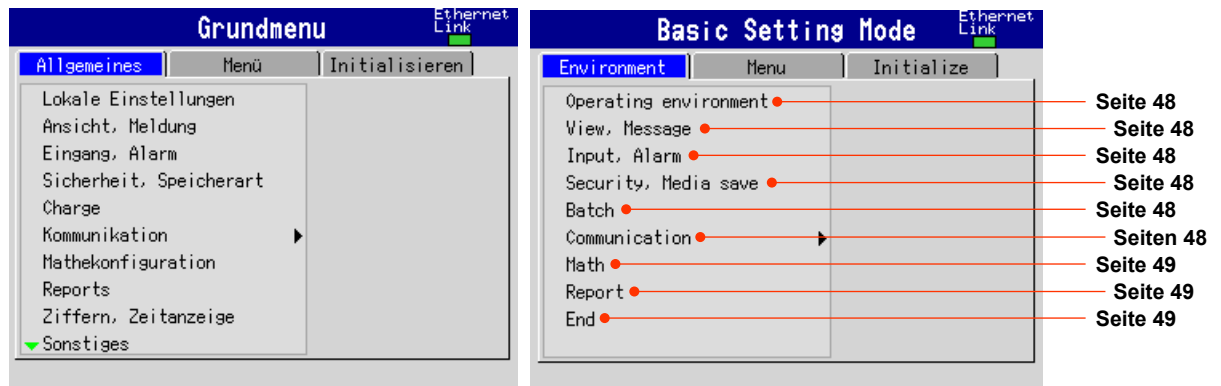 Grundmenu
Ethernet
Link
Allgemeines Menü Initialisieren
Lokale Einstellungen
Ansicht, Meldung
Eingang, Alarm
Sicherheit, Speicherart
Charge
Kommunikation
Mathekonfiguration
Reports
Ziffern, Zeitanzeige
Sonstiges
Basic Setting Mode
Ethernet
Link
Environment Menu Initialize
Operating environment Seite 48
View, Message Seite 48
Input, Alarm Seite 48
Security, Media save Seite 48
Batch Seite 48
Communication Seiten 48
Math Seite 49
Report Seite 49
End Seite 49